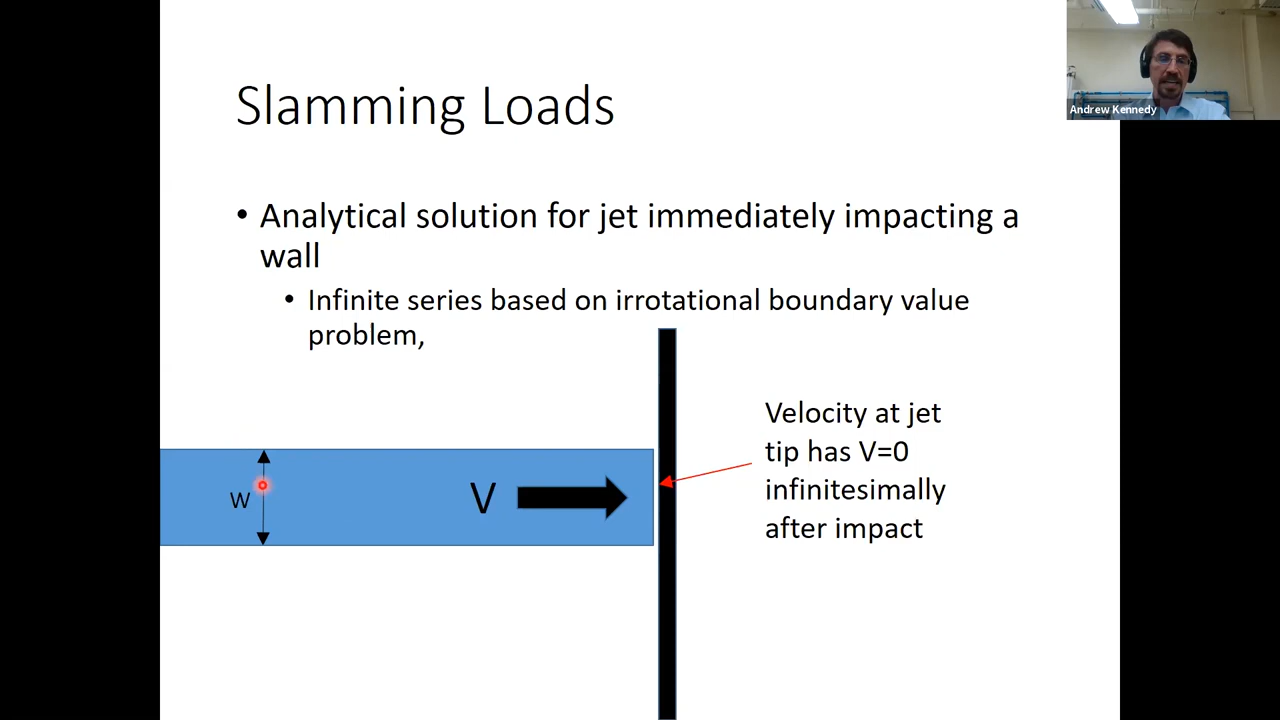 Andrew Kennedy
Slamming Loads
• Analytical solution for jet immediately impacting a
wall
• Infinite series based on irrotational boundary value
problem,
Velocity at jet
tip has V=0
infinitesimally
after impact
w
V